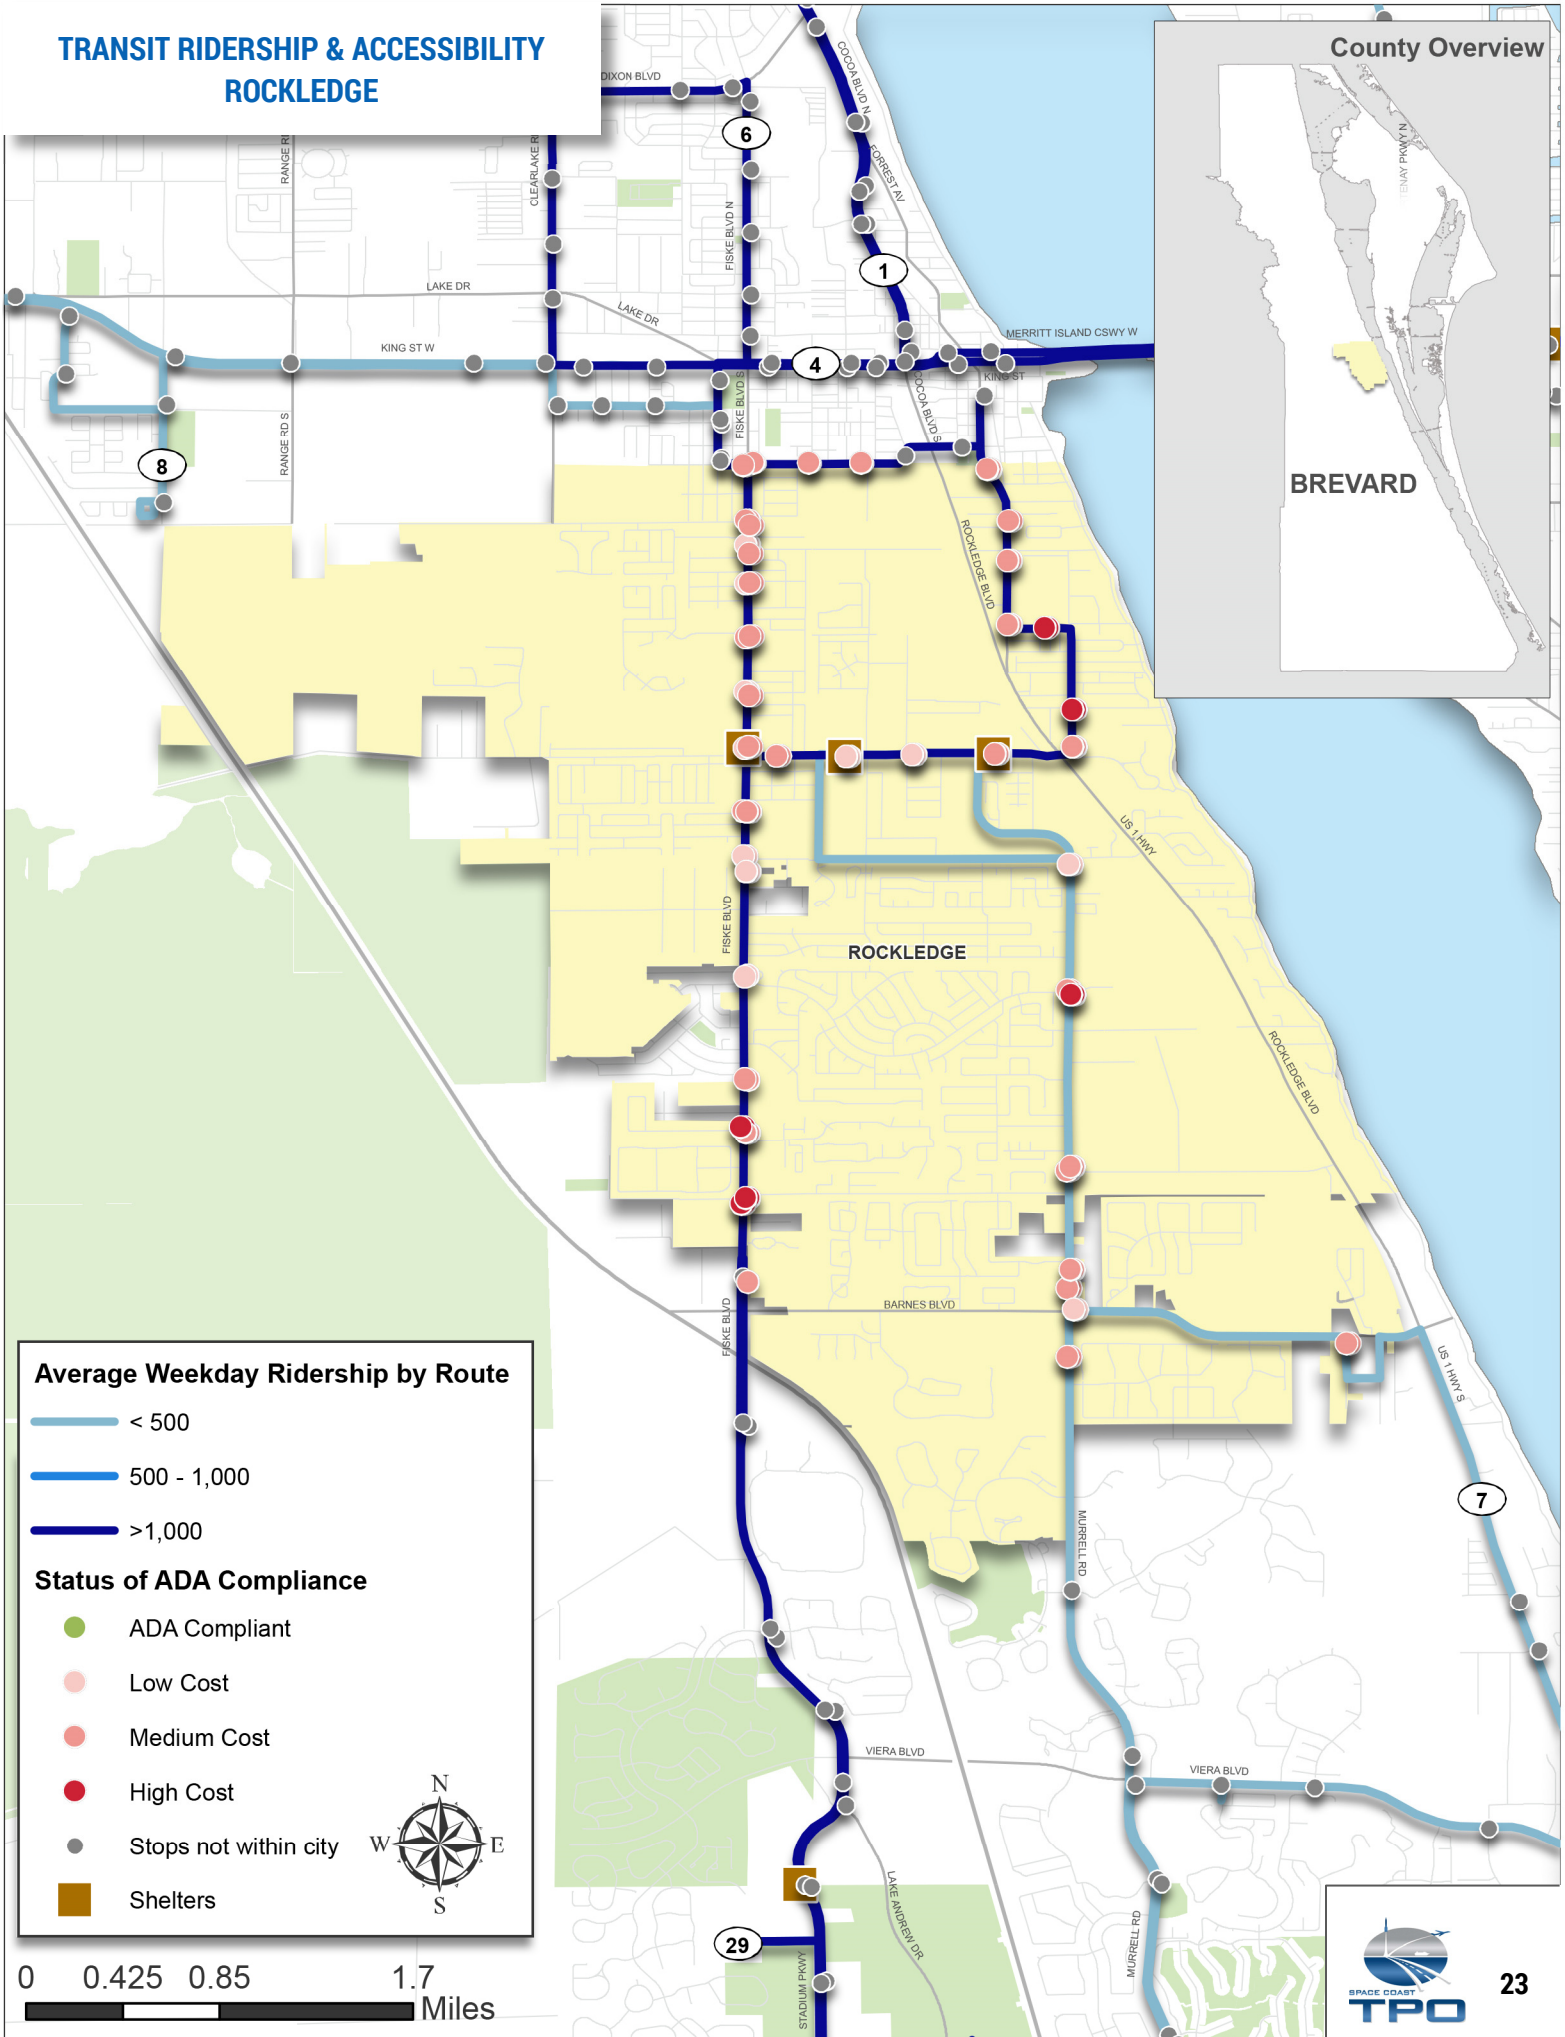 TRANSIT RIDERSHIP & ACCESSIBILITY
ROCKLEDGE
County Overview
BREVARD
DIXON BLVD
COCOA BLVD N
FORREST AV
CLEARLAKE R
RANGE R
FISKE BLVD N
6
1
LAKE DR
LAKE DR
KING ST W
4
MERRITT ISLAND CSWY W
KING ST
COCOA BLVD S
FISKE BLVD S
RANGE RD S
8
ROCKLEDGE BLVD
US 1 HWY
FISKE BLVD
ROCKLEDGE
ROCKLEDGE BLVD
BARNES BLVD
FISKE BLVD
US 1 HWY S
7
MURRELL RD
VIERA BLVD
VIERA BLVD
LAKE ANDREW DR
MURRELL RD
29
STADIUM PKWY
Average Weekday Ridership by Route
< 500
500 - 1,000
>1,000
Status of ADA Compliance
ADA Compliant
Low Cost
Medium Cost
High Cost
Stops not within city
Shelters
N
W
E
S
0 0.425 0.85 1.7
Miles
SPACE COAST
TPO
23